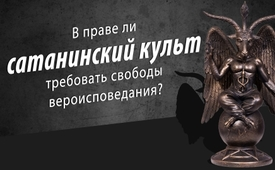 В праве ли
сатанинский культ
требовать свободы
вероисповедания?